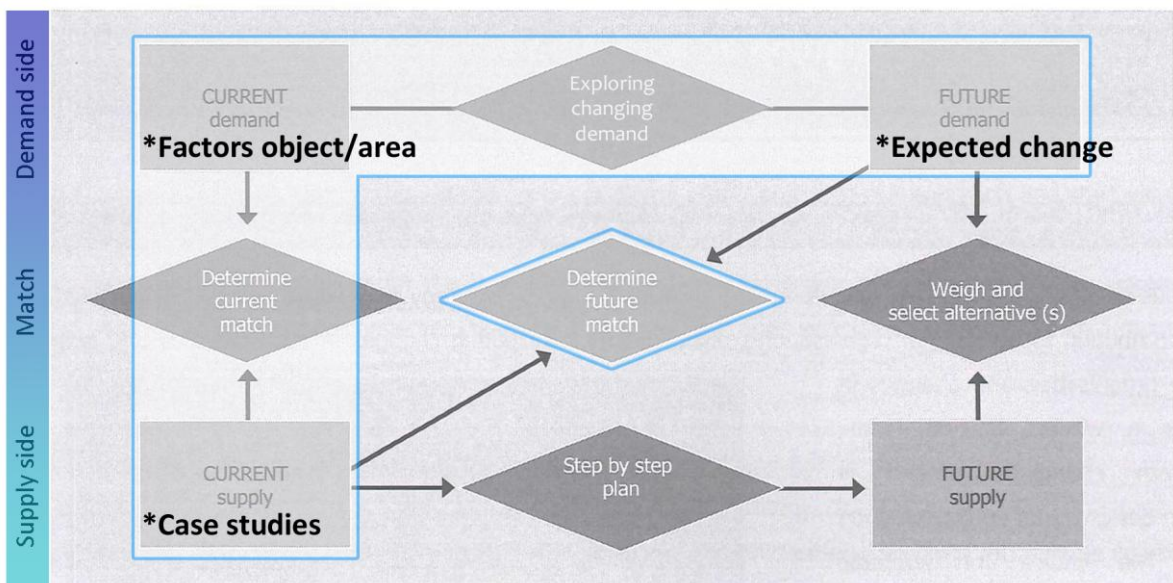 Demand side
CURRENT
demand
*Factors object/area
Exploring
changing
demand
FUTURE
demand
*Expected change
Match
Determine
current
match
Determine
future
match
Weigh and
select alternative (s)
Supply side
CURRENT
supply
*Case studies
Step by step
plan
FUTURE
supply